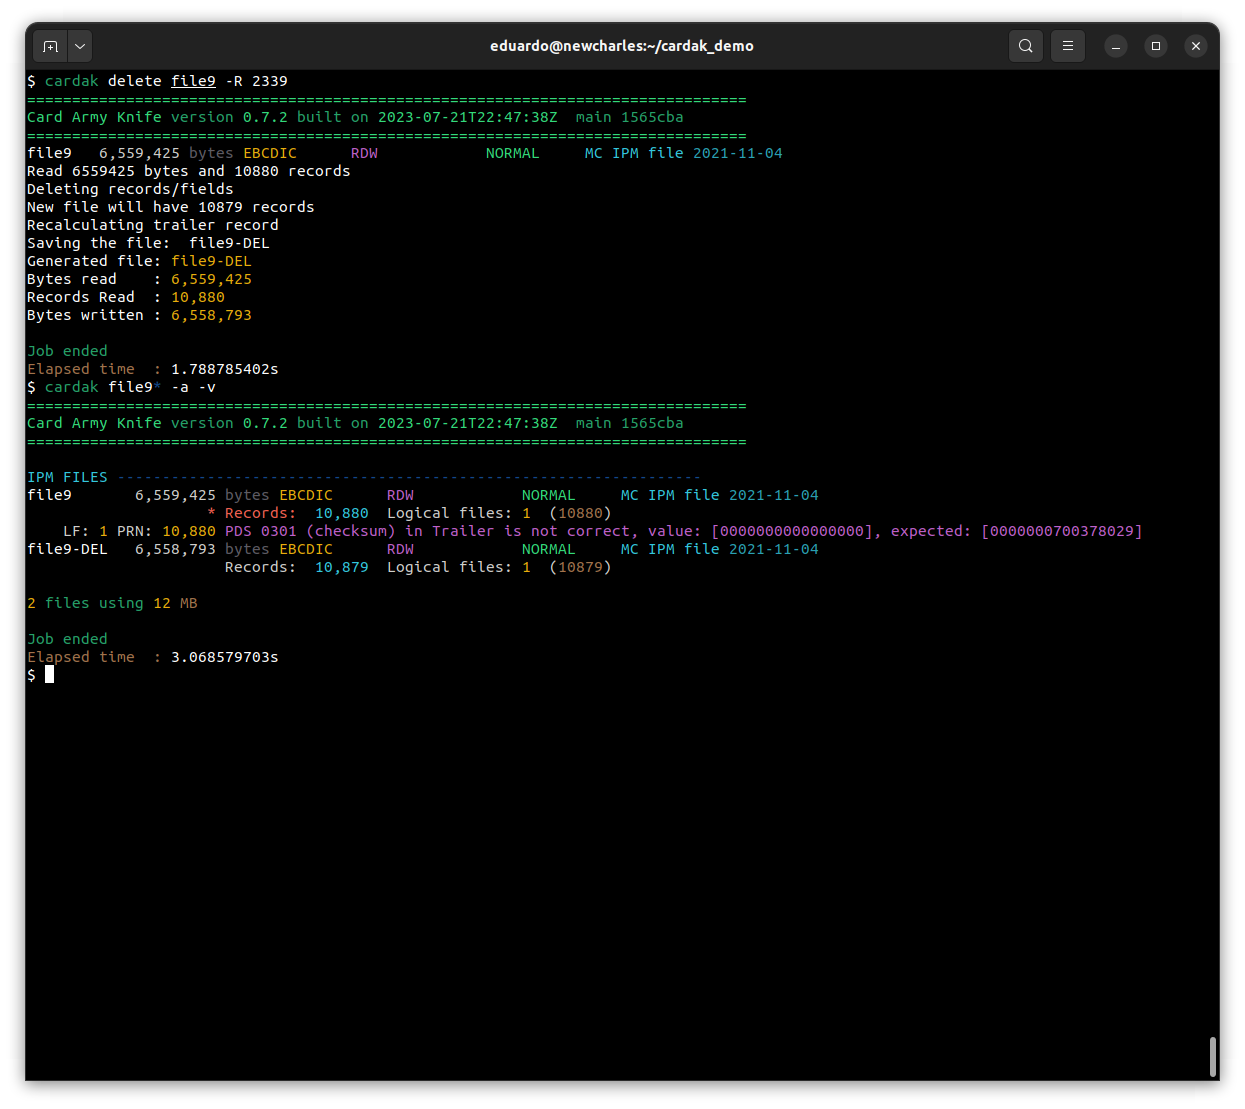 eduardo@newcharles:~/cardak_demo
$ cardak delete file9 -R 2339
================================================================================
Card Army Knife version 0.7.2 built on 2023-07-21T22:47:38Z  main 1565cba
================================================================================
file9   6,559,425 bytes EBCDIC      RDW            NORMAL     MC IPM file 2021-11-04
Read 6559425 bytes and 10880 records
Deleting records/fields
New file will have 10879 records
Recalculating trailer record
Saving the file:  file9-DEL
Generated file: file9-DEL
Bytes read    : 6,559,425
Records Read  : 10,880
Bytes written : 6,558,793
Job ended
Elapsed time  : 1.788785402s
$ cardak file9* -a -v
================================================================================
Card Army Knife version 0.7.2 built on 2023-07-21T22:47:38Z  main 1565cba
================================================================================
IPM FILES -----------------------------------------------------------------
file9       6,559,425 bytes EBCDIC      RDW            NORMAL     MC IPM file 2021-11-04
                    * Records:  10,880  Logical files: 1  (10880)
    LF: 1 PRN: 10,880 PDS 0301 (checksum) in Trailer is not correct, value: [0000000000000000], expected: [0000000700378029]
file9-DEL   6,558,793 bytes EBCDIC      RDW            NORMAL     MC IPM file 2021-11-04
                      Records:  10,879  Logical files: 1  (10879)
2 files using 12 MB
Job ended
Elapsed time  : 3.068579703s
$